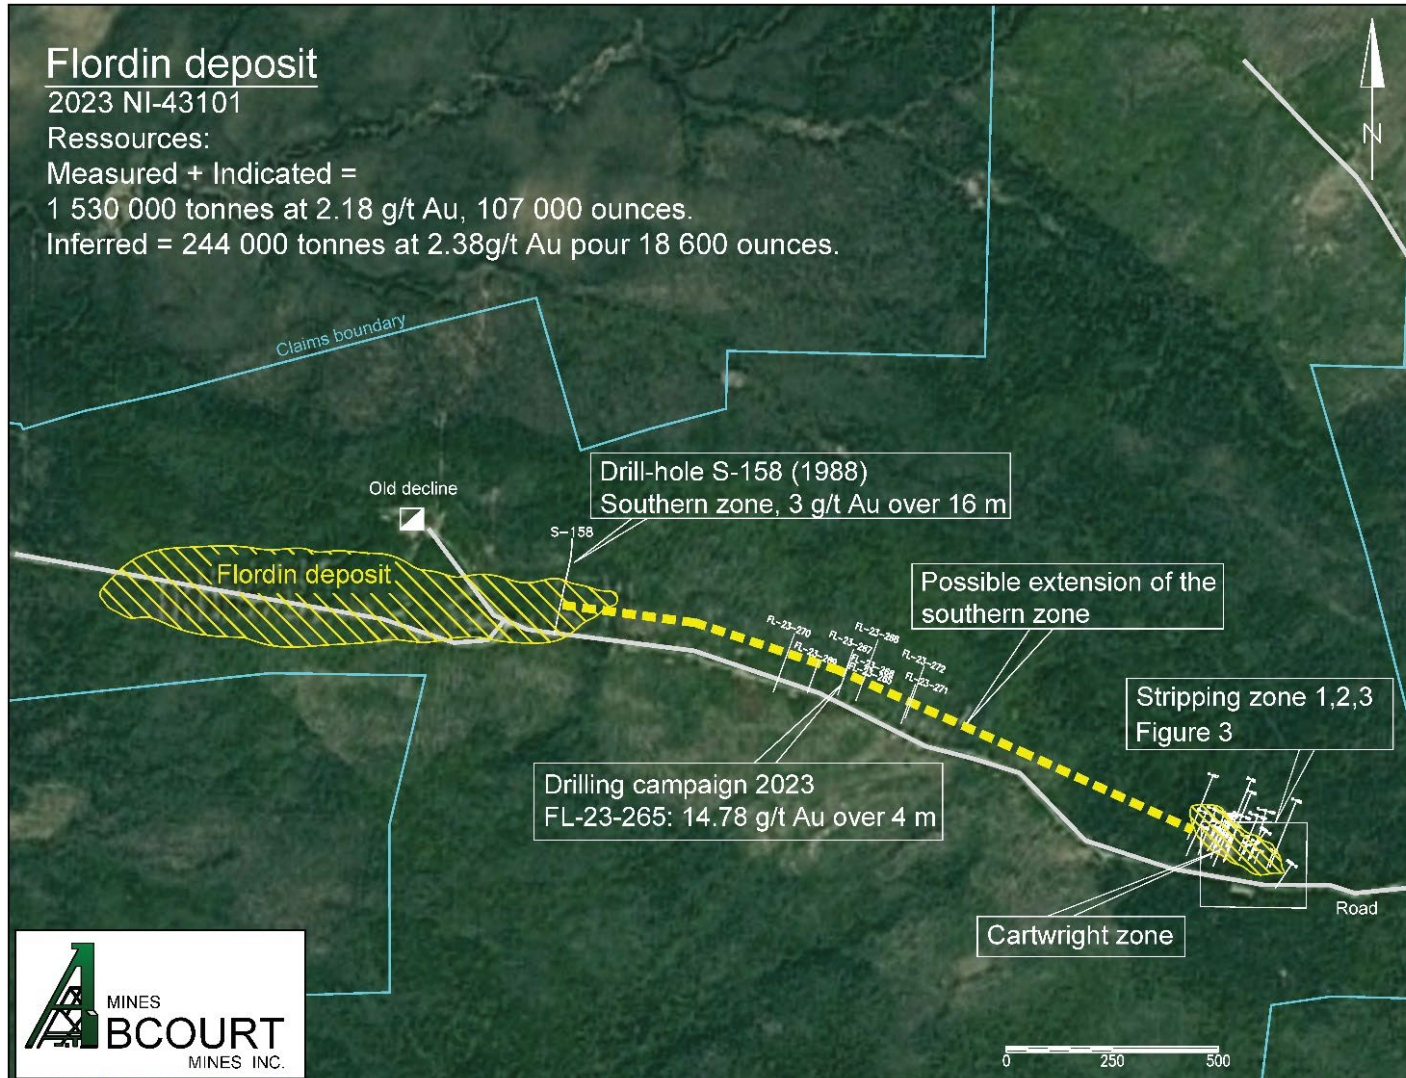 Flordin deposit
2023 NI-43101
Ressources:
Measured + Indicated =
1 530 000 tonnes at 2.18 g/t Au, 107 000 ounces.
Inferred = 244 000 tonnes at 2.38g/t Au pour 18 600 ounces.
N
Claims boundary
Drill-hole S-158 (1988)
Southern zone, 3 g/t Au over 16 m
Old decline
S-158
Flordin deposit
Possible extension of the
southern zone
FL-23-270
FL-23-267
FL-23-272
FL-23-271
Stripping zone 1,2,3
Figure 3
Drilling campaign 2023
FL-23-265: 14.78 g/t Au over 4 m
Cartwright zone
Road
MINES
ABCOURT
MINES INC.
0 250 500